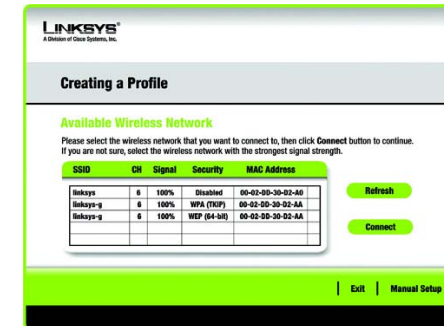 LINKSYS®
A Division of Cisco Systems, Inc.
Creating a Profile
Available Wireless Network
Please select the wireless network that you want to connect to, then click Connect button to continue.
If you are not sure, select the wireless network with the strongest signal strength.
SSID CH Signal Security MAC Address
linksys 6 100% Disabled 00-02-DD-30-D2-A0
linksys-g 6 100% WPA (TKIP) 00-02-DD-30-D2-AA
linksys-g 6 100% WEP (64-bit) 00-02-DD-30-D2-AA
Refresh
Connect
Exit | Manual Setup